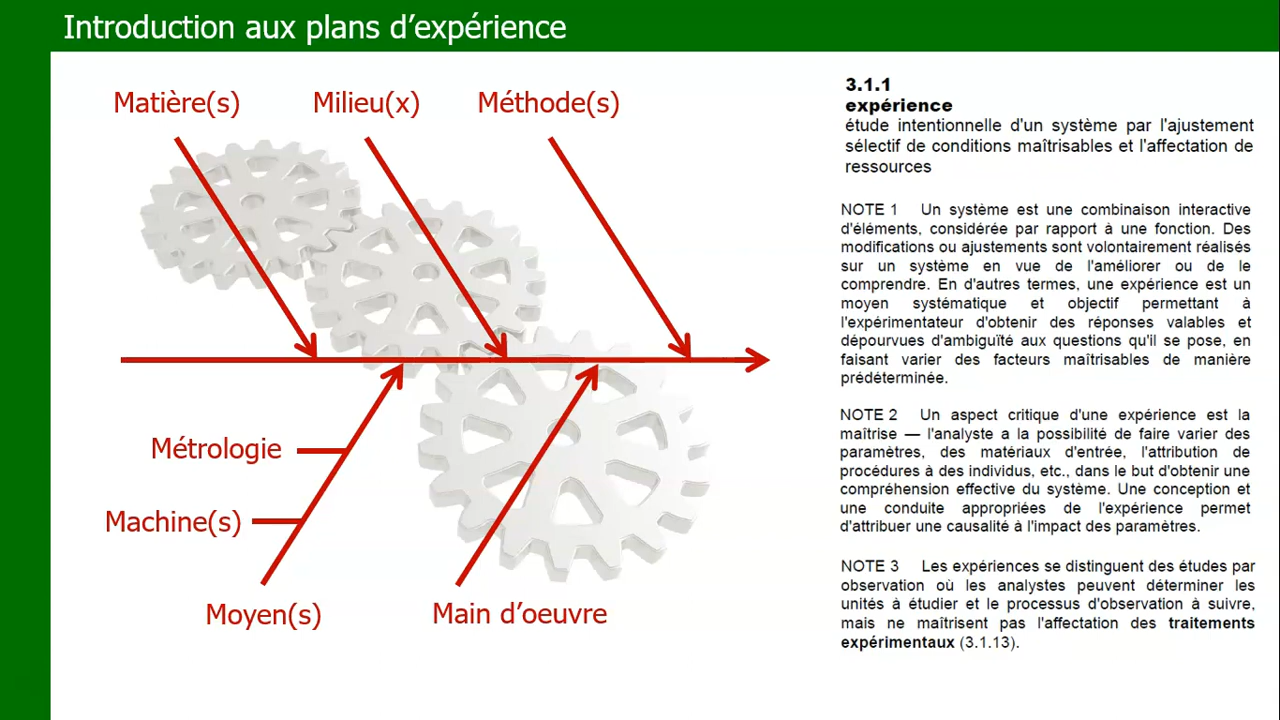 Introduction aux plans d’expérience
Matière(s)
Milieu(x)
Méthode(s)
Métrologie
Machine(s)
Moyen(s)
Main d’oeuvre
3.1.1
expérience
étude intentionnelle d'un système par l'ajustement
sélectif de conditions maîtrisables et l'affectation de
ressources
NOTE 1 Un système est une combinaison interactive
d'éléments, considérée par rapport à une fonction. Des
modifications ou ajustements sont volontairement réalisés
sur un système en vue de l'améliorer ou de le
comprendre. En d'autres termes, une expérience est un
moyen systématique et objectif permettant à
l'expérimentateur d'obtenir des réponses valables et
dépourvues d'ambiguïté aux questions qu'il se pose, en
faisant varier des facteurs maîtrisables de manière
prédéterminée.
NOTE 2 Un aspect critique d'une expérience est la
maîtrise — l'analyste a la possibilité de faire varier des
paramètres, des matériaux d'entrée, l'attribution de
procédures à des individus, etc., dans le but d'obtenir une
compréhension effective du système. Une conception et
une conduite appropriées de l'expérience permet
d'attribuer une causalité à l'impact des paramètres.
NOTE 3 Les expériences se distinguent des études par
observation où les analystes peuvent déterminer les
unités à étudier et le processus d'observation à suivre,
mais ne maîtrisent pas l'affectation des traitements
expérimentaux (3.1.13).